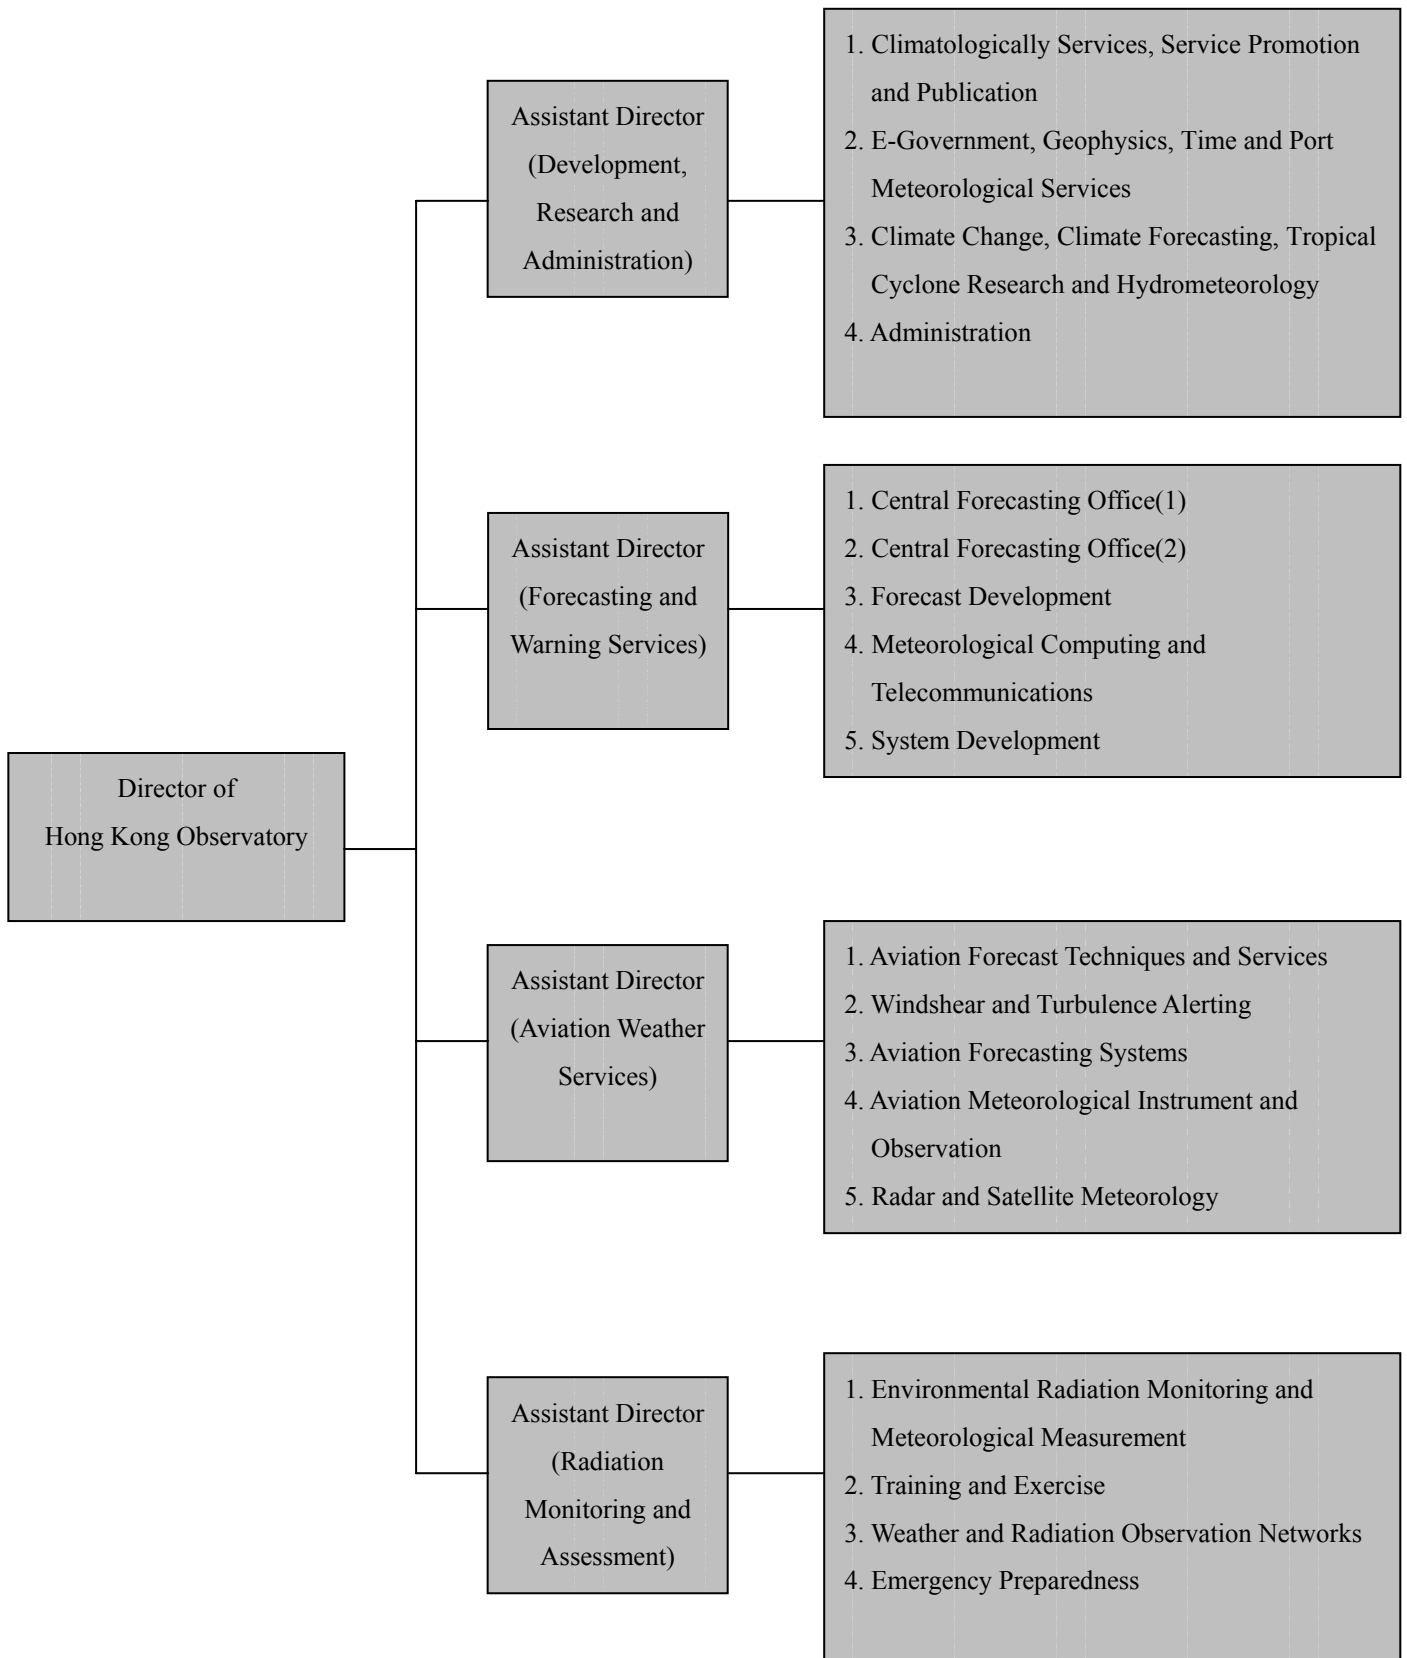 Director of
Hong Kong Observatory
Assistant Director
(Development,
Research and
Administration)
1. Climatologically Services, Service Promotion
and Publication
2. E-Government, Geophysics, Time and Port
Meteorological Services
3. Climate Change, Climate Forecasting, Tropical
Cyclone Research and Hydrometeorology
4. Administration
Assistant Director
(Forecasting and
Warning Services)
1. Central Forecasting Office(1)
2. Central Forecasting Office(2)
3. Forecast Development
4. Meteorological Computing and
Telecommunications
5. System Development
Assistant Director
(Aviation Weather
Services)
1. Aviation Forecast Techniques and Services
2. Windshear and Turbulence Alerting
3. Aviation Forecasting Systems
4. Aviation Meteorological Instrument and
Observation
5. Radar and Satellite Meteorology
Assistant Director
(Radiation
Monitoring and
Assessment)
1. Environmental Radiation Monitoring and
Meteorological Measurement
2. Training and Exercise
3. Weather and Radiation Observation Networks
4. Emergency Preparedness